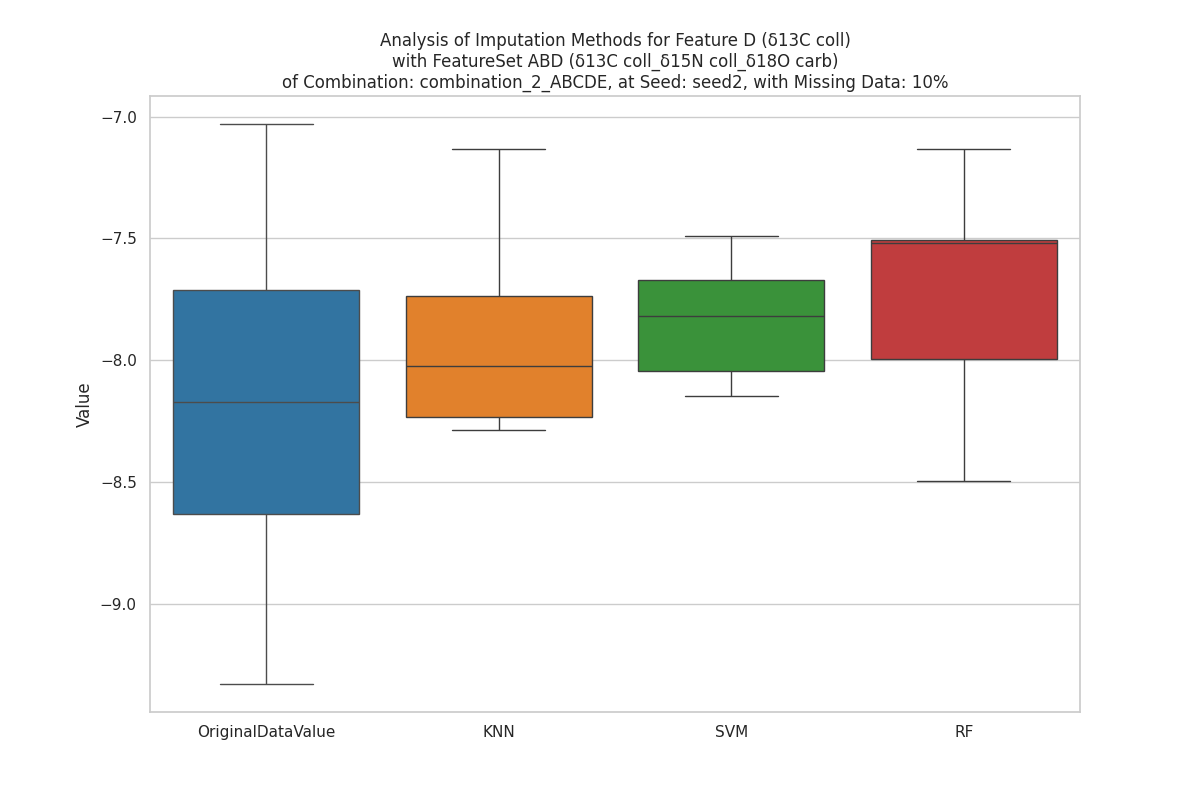 Analysis of Imputation Methods for Feature D (δ13C coll)
with FeatureSet ABD (δ13C coll_δ15N coll_δ18O carb)
of Combination: combination_2_ABCDE, at Seed: seed2, with Missing Data: 10%
−7.0
−7.5
−8.0
−8.5
−9.0
Value
OriginalDataValue
KNN
SVM
RF